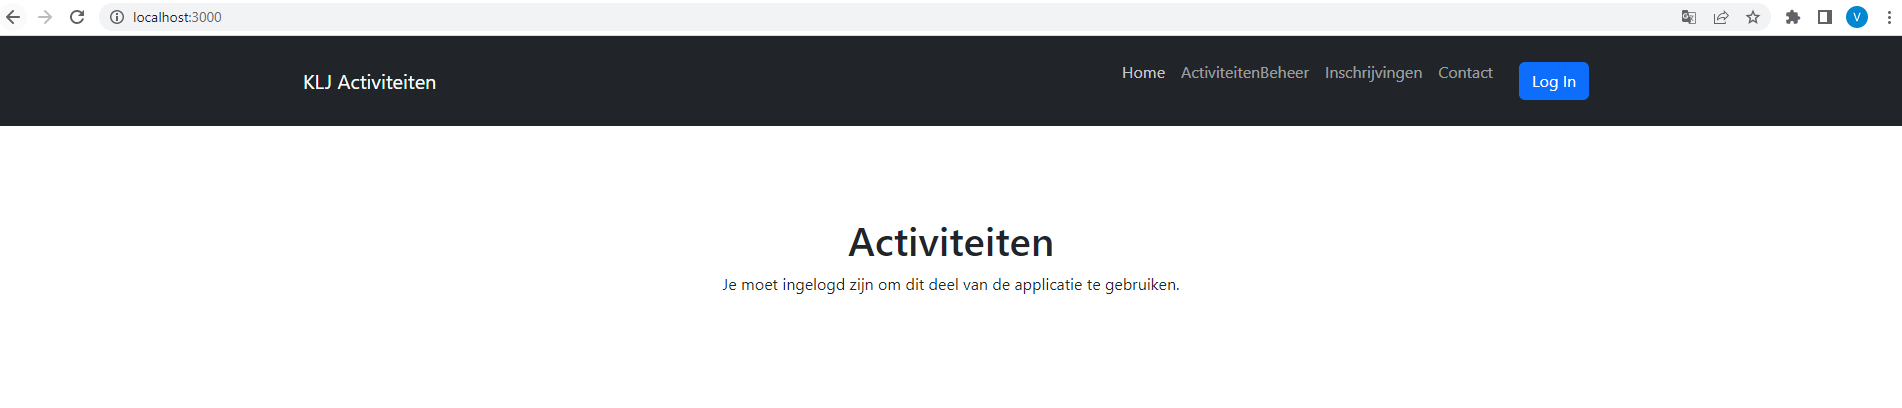 localhost:3000
V
KLJ Activiteiten
Home ActiviteitenBeheer Inschrijvingen Contact Log In
Activiteiten
Je moet ingelogd zijn om dit deel van de applicatie te gebruiken.